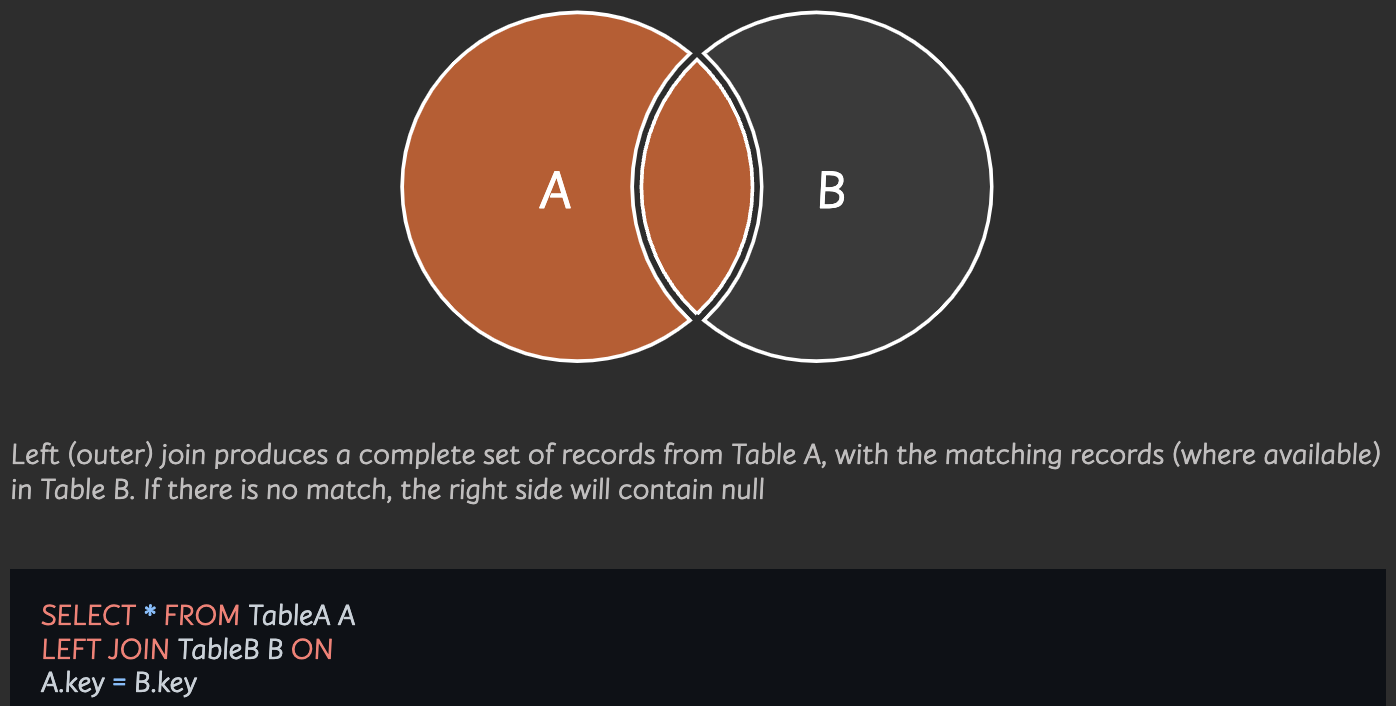 A
B
Left (outer) join produces a complete set of records from Table A, with the matching records (where available)
in Table B. If there is no match, the right side will contain null
SELECT * FROM TableA A
LEFT JOIN TableB B ON
A.key = B.key